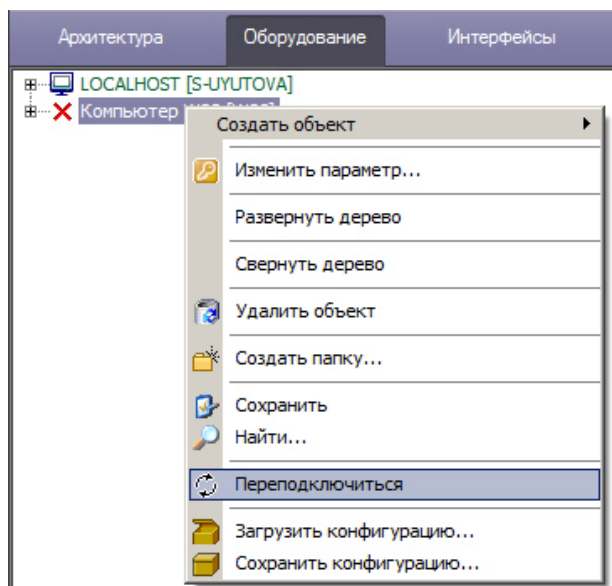 Архитектура Оборудование Интерфейсы
LOCALHOST [S-UYUTOVA]
Компьютер
Создать объект
Изменить параметр...
Развернуть дерево
Свернуть дерево
Удалить объект
Создать папку...
Сохранить
Найти...
Переподключиться
Загрузить конфигурацию...
Сохранить конфигурацию...